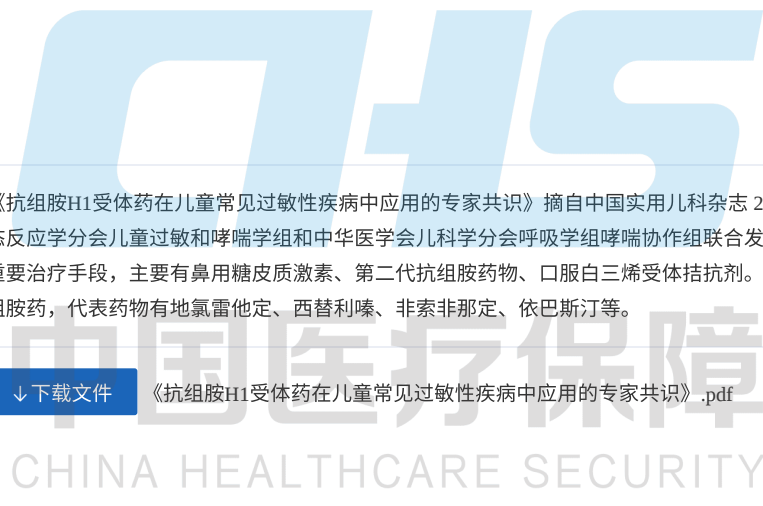 CHS
《抗组胺H1受体药在儿童常见过敏性疾病中应用的专家共识》摘自中国实用儿科杂志 2
态反应学分会儿童过敏和哮喘学组和中华医学会儿科学分会呼吸学组哮喘协作组联合发
重要治疗手段，主要有鼻用糖皮质激素、第二代抗组胺药物、口服白三烯受体拮抗剂。
组胺药，代表药物有地氯雷他定、西替利嗪、非索非那定、依巴斯汀等。
中国医疗保障
↓下载文件 《抗组胺H1受体药在儿童常见过敏性疾病中应用的专家共识》.pdf
CHINA HEALTHCARE SECURITY